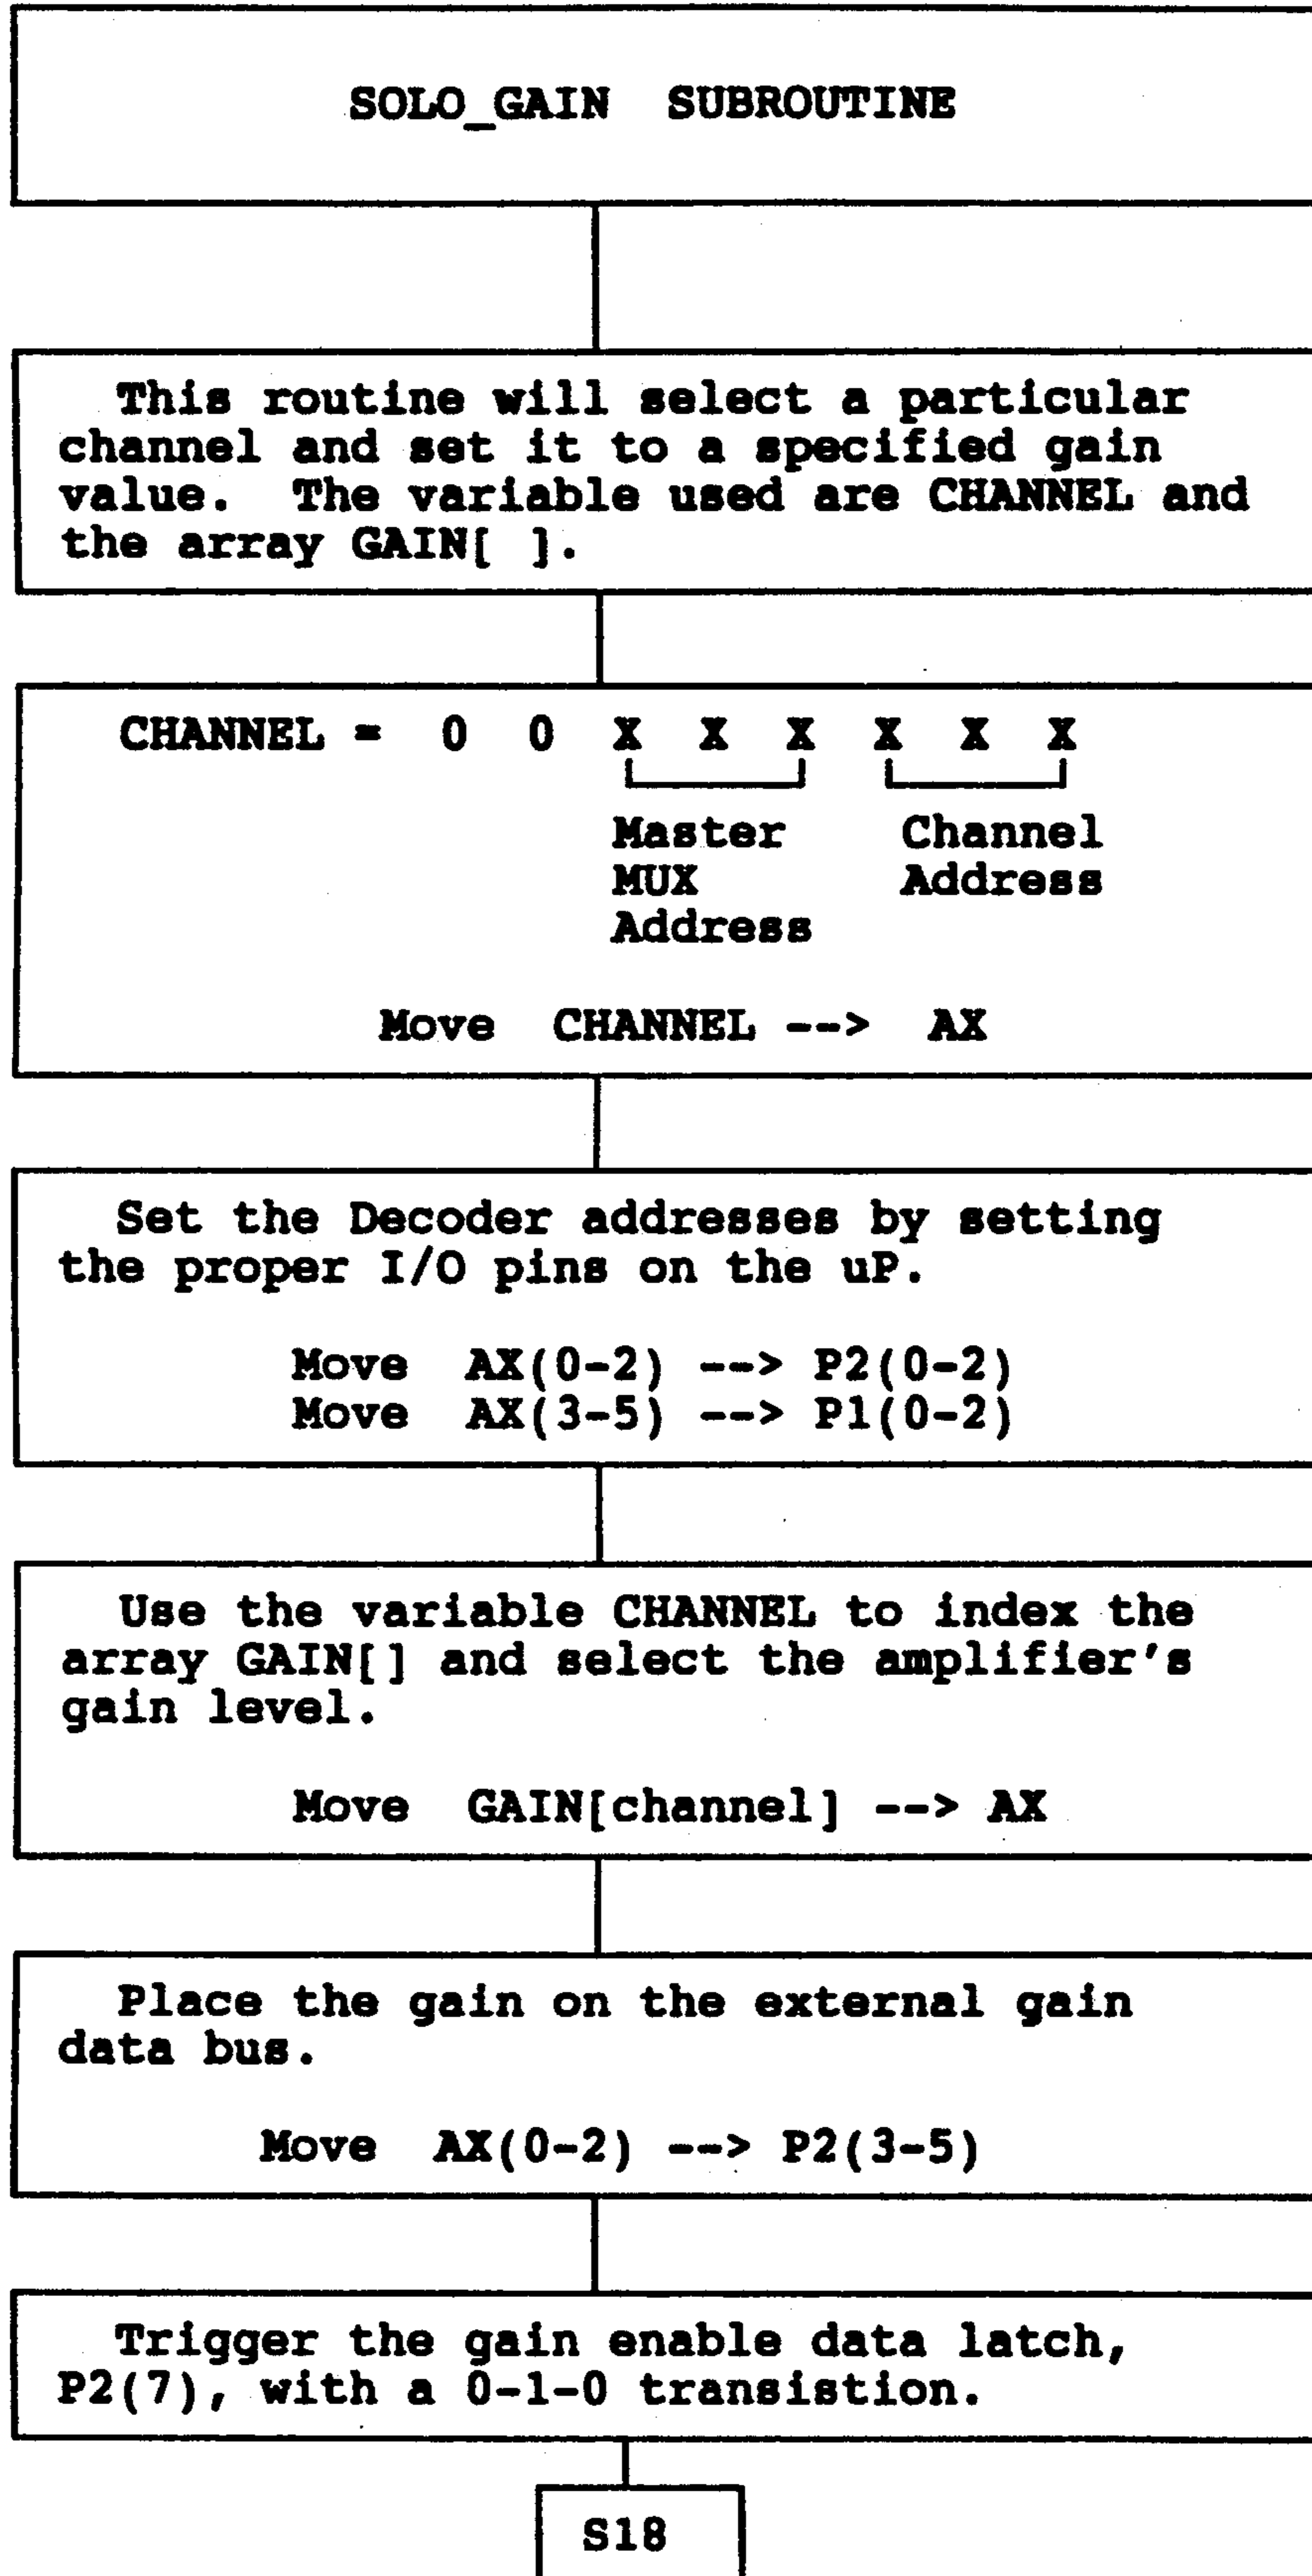 SOLO_GAIN SUBROUTINE
This routine will select a particular
channel and set it to a specified gain
value. The variable used are CHANNEL and
the array GAIN[ ].
CHANNEL = 0 0 X X X X X X
Master Channel
MUX Address
Address
Move CHANNEL --> AX
Set the Decoder addresses by setting
the proper I/O pins on the uP.
Move AX(0-2) --> P2(0-2)
Move AX(3-5) --> P1(0-2)
Use the variable CHANNEL to index the
array GAIN[] and select the amplifier's
gain level.
Move GAIN[channel] --> AX
Place the gain on the external gain
data bus.
Move AX(0-2) --> P2(3-5)
Trigger the gain enable data latch,
P2(7), with a 0-1-0 transistion.
S18